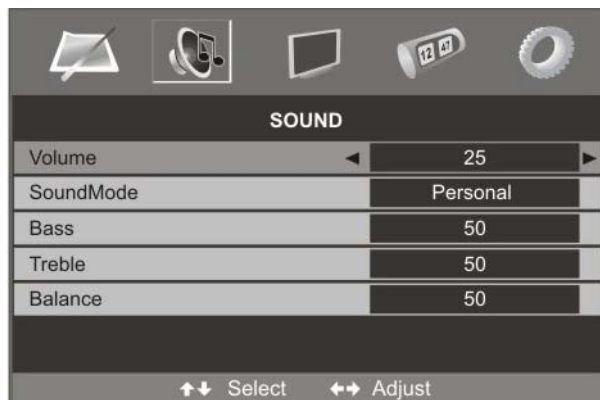 12 47
SOUND
Volume 25
SoundMode Personal
Bass 50
Treble 50
Balance 50
Select Adjust